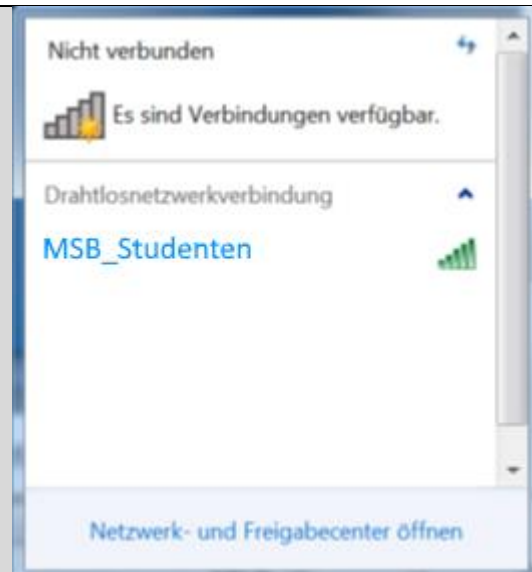 Nicht verbunden
Es sind Verbindungen verfügbar.
Drahtlosnetzwerkverbindung
MSB_Studenten
Netzwerk- und Freigabecenter öffnen